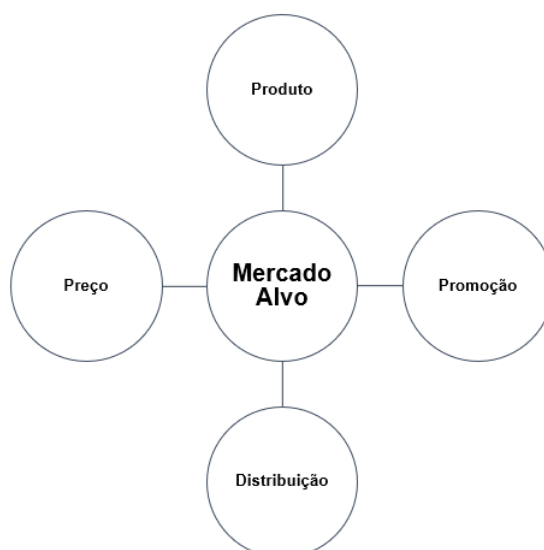 Produto
Preço
Mercado
Alvo
Promoção
Distribuição